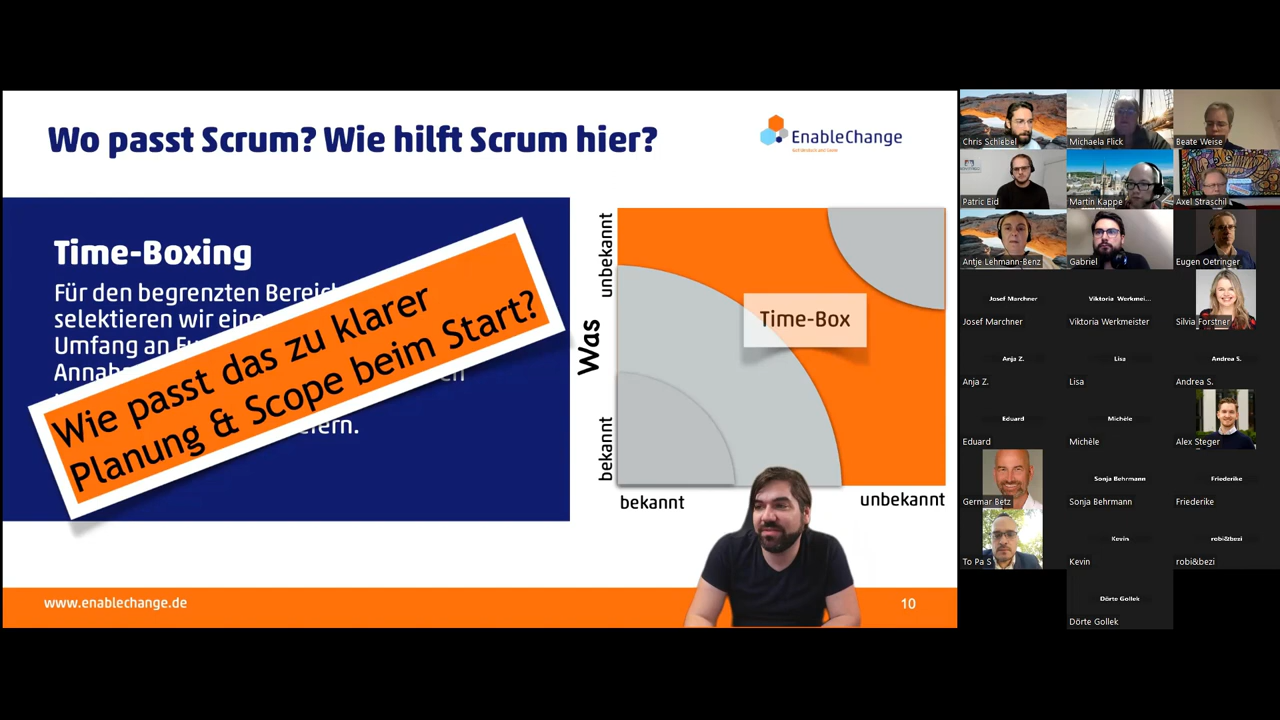 Wo passt Scrum? Wie hilft Scrum hier?
EnableChange
Time-Boxing
Für den begrenzten Bereich
selektieren wir eine
Umfang an
Wie passt das zu klarer
Planung & Scope beim Start?
Was
unbekannt
bekannt
Time-Box
bekannt
unbekannt
www.enablechange.de
10
Chris Schiebel
Michaela Flick
Beate Weise
Patric Eid
Martin Kappe
Axel Straschil
Antje Lehmann-Benz
Gabriel
Eugen Oetringer
Josef Marchner
Viktoria Werkmei...
Josef Marchner
Viktoria Werkmeister
Silvia Forstner
Anja Z.
Lisa
Andrea S.
Anja Z.
Lisa
Andrea S.
Eduard
Michèle
Eduard
Michèle
Alex Steger
Sonja Behrmann
Friederike
Germar Betz
Sonja Behrmann
Friederike
Kevin
robi&bezi
To Pa S
Kevin
robi&bezi
Dörte Gollek
Dörte Gollek